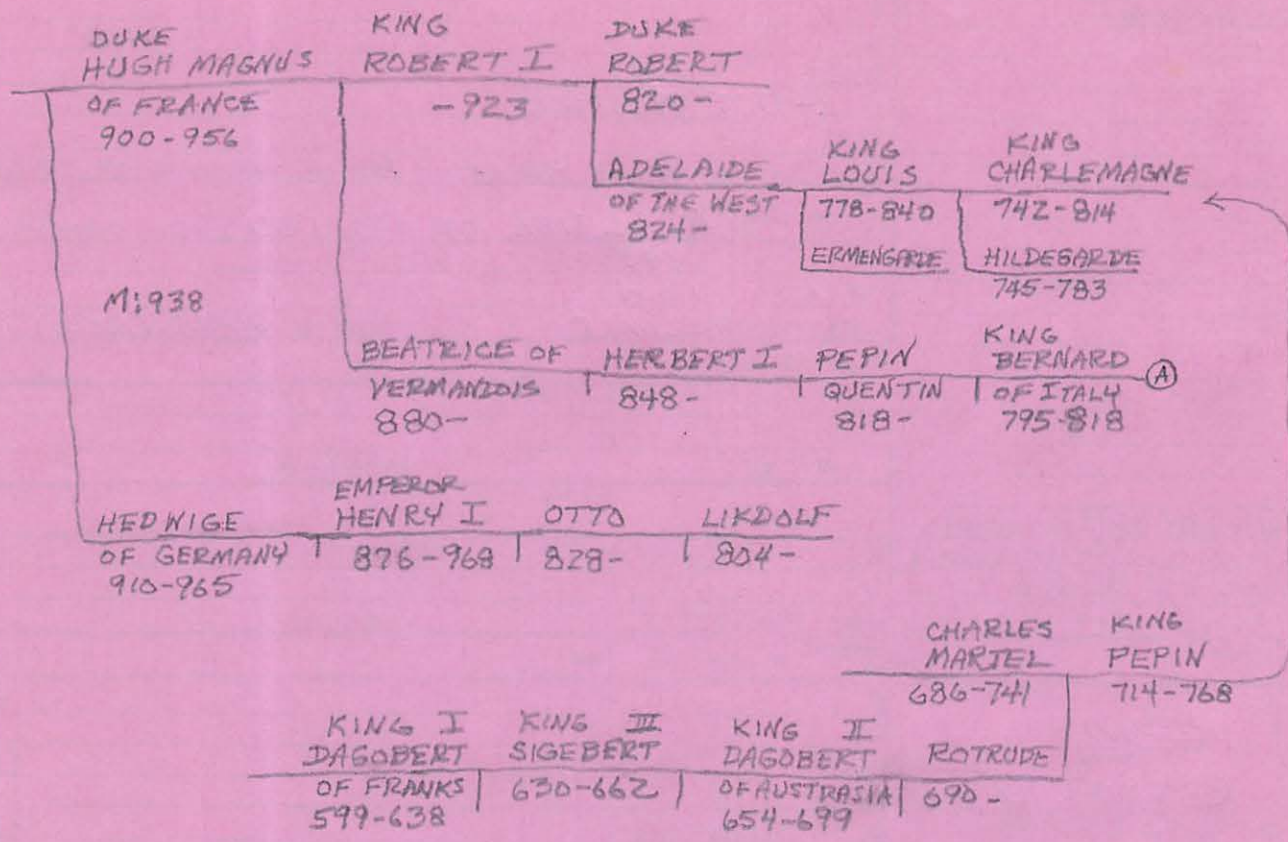 DUKE
HUGH MAGNUS
OF FRANCE
900-956
KING
ROBERT I
-923
DUKE
ROBERT
820-
ADELAIDE
OF THE WEST
824-
KING
LOUIS
778-840
ERMENGARDE
KING
CHARLEMAGNE
742-814
HILDEGARDE
745-783
M:938
BEATRICE OF
VERMANDOIS
880-
HERBERT I
848-
PEPIN
QUENTIN
818-
KING
BERNARD
OF ITALY
795-818
A
HEDWIGE
OF GERMANY
910-965
EMPEROR
HENRY I
876-968
OTTO
828-
LIKDOLF
804-
CHARLES
MARTEL
686-741
KING
PEPIN
714-768
KING I
DAGOBERT
OF FRANKS
599-638
KING III
SIGEBERT
630-662
KING II
DAGOBERT
OF AUSTRASIA
654-699
ROTRUDE
690-